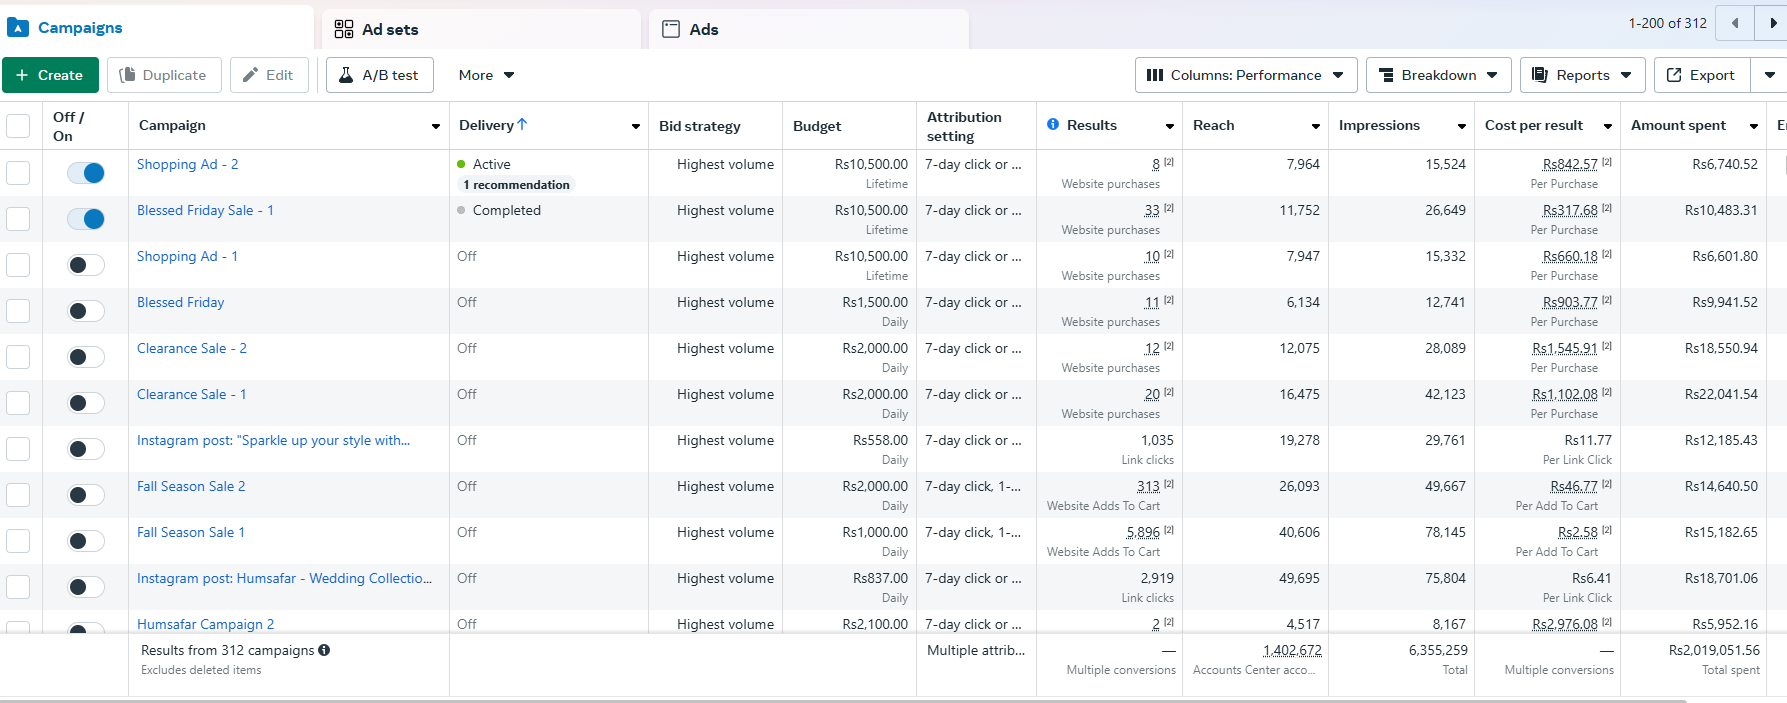 Campaigns Ad sets Ads 1-200 of 312
+ Create Duplicate Edit A/B test More Columns: Performance Breakdown Reports Export
Off / On Campaign Delivery↑ Bid strategy Budget Attribution setting Results Reach Impressions Cost per result Amount spent
Shopping Ad - 2 Active Highest volume Rs10,500.00 7-day click or ... 8 [2] 7,964 15,524 Rs842.57 [2] Rs6,740.52
1 recommendation Lifetime Website purchases Per Purchase
Blessed Friday Sale - 1 Completed Highest volume Rs10,500.00 7-day click or ... 33 [2] 11,752 26,649 Rs317.68 [2] Rs10,483.31
Lifetime Website purchases Per Purchase
Shopping Ad - 1 Off Highest volume Rs10,500.00 7-day click or ... 10 [2] 7,947 15,332 Rs660.18 [2] Rs6,601.80
Lifetime Website purchases Per Purchase
Blessed Friday Off Highest volume Rs1,500.00 7-day click or ... 11 [2] 6,134 12,741 Rs903.77 [2] Rs9,941.52
Daily Website purchases Per Purchase
Clearance Sale - 2 Off Highest volume Rs2,000.00 7-day click or ... 12 [2] 12,075 28,089 Rs1,545.91 [2] Rs18,550.94
Daily Website purchases Per Purchase
Clearance Sale - 1 Off Highest volume Rs2,000.00 7-day click or ... 20 [2] 16,475 42,123 Rs1,102.08 [2] Rs22,041.54
Daily Website purchases Per Purchase
Instagram post: "Sparkle up your style with... Off Highest volume Rs558.00 7-day click or ... 1,035 19,278 29,761 Rs11.77 Rs12,185.43
Daily Link clicks Per Link Click
Fall Season Sale 2 Off Highest volume Rs2,000.00 7-day click, 1-... 313 [2] 26,093 49,667 Rs46.77 [2] Rs14,640.50
Daily Website Adds To Cart Per Add To Cart
Fall Season Sale 1 Off Highest volume Rs1,000.00 7-day click, 1-... 5,896 [2] 40,606 78,145 Rs2.58 [2] Rs15,182.65
Daily Website Adds To Cart Per Add To Cart
Instagram post: Humsafar - Wedding Collectio... Off Highest volume Rs837.00 7-day click or ... 2,919 49,695 75,804 Rs6.41 Rs18,701.06
Daily Link clicks Per Link Click
Humsafar Campaign 2 Off Highest volume Rs2,100.00 7-day click or ... 2 [2] 4,517 8,167 Rs2,976.08 [2] Rs5,952.16
Results from 312 campaigns Multiple attrib... — 1,402,672 6,355,259 — Rs2,019,051.56
Excludes deleted items Multiple conversions Accounts Center acco... Total Multiple conversions Total spent